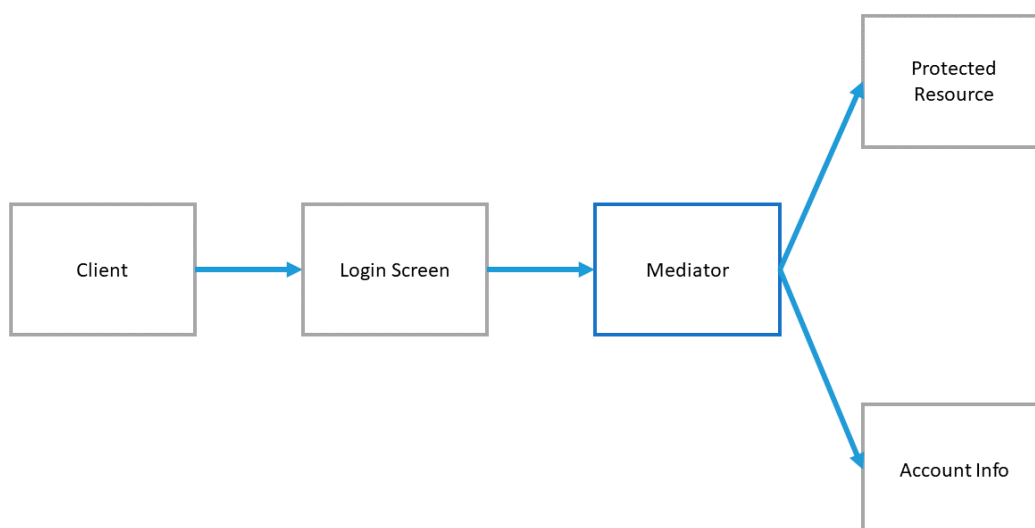 Protected
Resource
Client
Login Screen
Mediator
Account Info